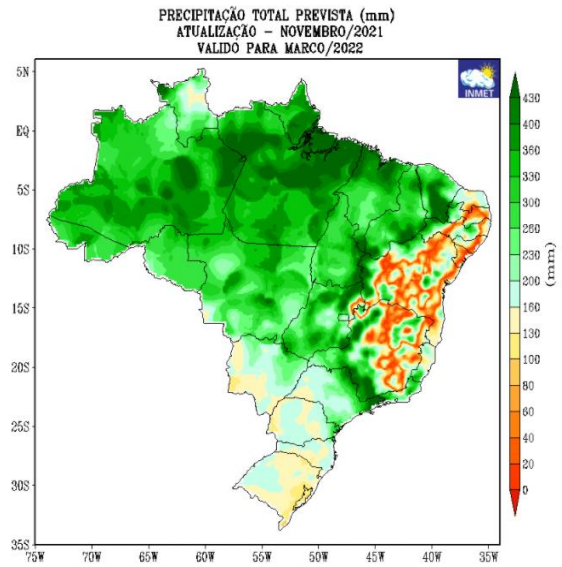 PRECIPITAÇÃO TOTAL PREVISTA (mm)
ATUALIZAÇÃO - NOVEMBRO/2021
VALIDO PARA MARCO/2022
INMET
5N
EQ
5S
10S
15S
20S
25S
30S
35S
75W 70W 65W 60W 55W 50W 45W 40W 35W
430
400
360
330
300
260
230
200
160
130
100
80
60
40
20
0
(mm)